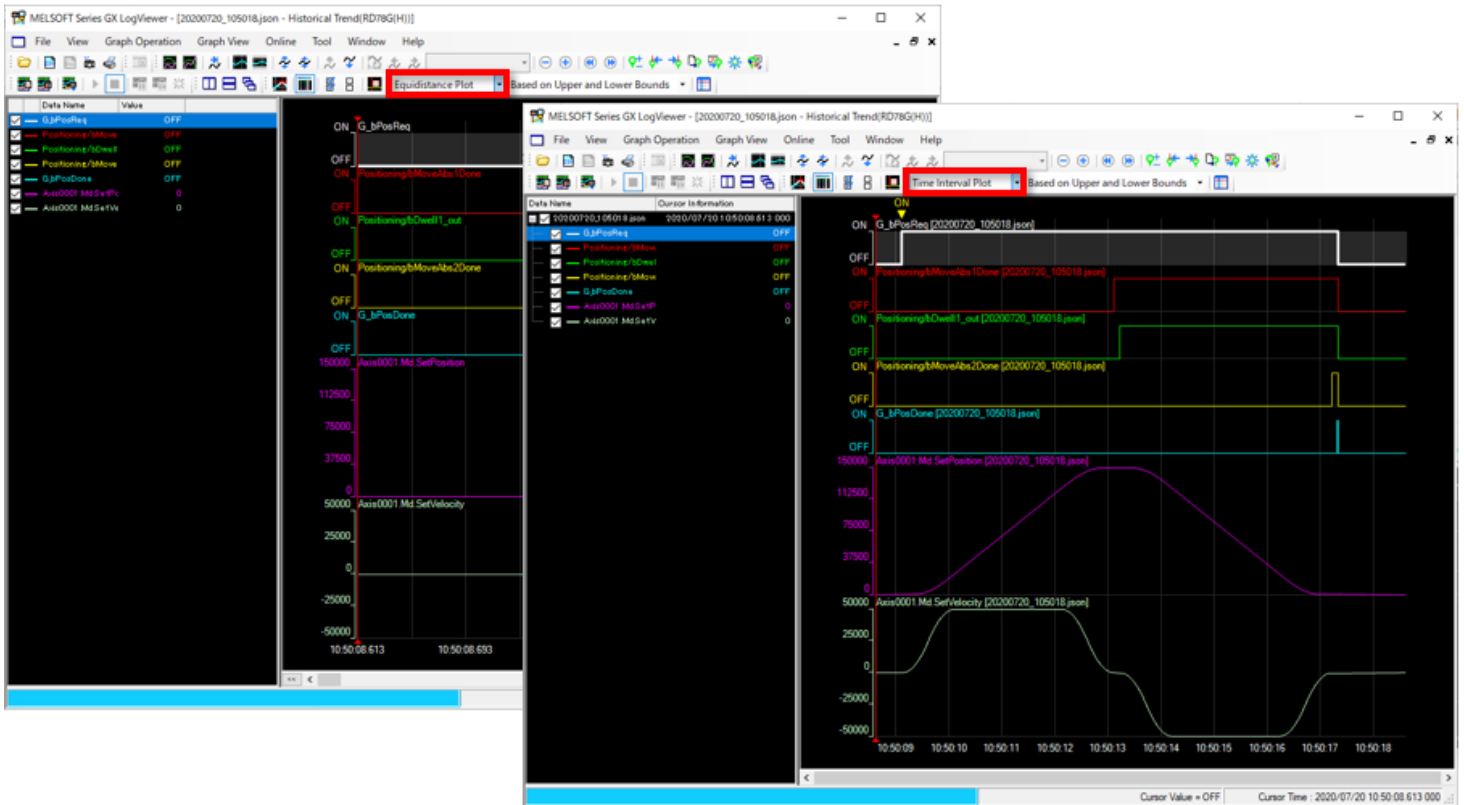 MELSOFT Series GX LogViewer - [20200720_105018.json - Historical Trend(RD78G(H))]
File View Graph Operation Graph View Online Tool Window Help
Equidistance Plot Based on Upper and Lower Bounds
Data Name Value
G_bPosReq OFF
Positioning/bMove OFF
Positioning/bDwell OFF
Positioning/bMove OFF
G_bPosDone OFF
Axis0001.Md.SetPo 0
Axis0001.Md.SetVe 0
ON G_bPosReq
OFF
ON Positioning/bMoveAbs1Done
OFF
ON Positioning/bDwell1_out
OFF
ON Positioning/bMoveAbs2Done
OFF
ON G_bPosDone
OFF
150000 Axis0001.Md.SetPosition
112500
75000
37500
0
50000 Axis0001.Md.SetVelocity
25000
0
-25000
-50000
10:50:08.613 10:50:08.693
MELSOFT Series GX LogViewer - [20200720_105018.json - Historical Trend(RD78G(H))]
File View Graph Operation Graph View Online Tool Window Help
Time Interval Plot Based on Upper and Lower Bounds
Data Name Cursor Information
20200720_105018.json 2020/07/20 10:50:08.613.000
G_bPosReq OFF
Positioning/bMove OFF
Positioning/bDwel OFF
Positioning/bMove OFF
G_bPosDone OFF
Axis0001.Md.SetP 0
Axis0001.Md.SetV 0
ON
ON G_bPosReq [20200720_105018.json]
OFF
ON Positioning/bMoveAbs1Done [20200720_105018.json]
OFF
ON Positioning/bDwell1_out [20200720_105018.json]
OFF
ON Positioning/bMoveAbs2Done [20200720_105018.json]
OFF
ON G_bPosDone [20200720_105018.json]
OFF
150000 Axis0001.Md.SetPosition [20200720_105018.json]
112500
75000
37500
0
50000 Axis0001.Md.SetVelocity [20200720_105018.json]
25000
0
-25000
-50000
10:50:09 10:50:10 10:50:11 10:50:12 10:50:13 10:50:14 10:50:15 10:50:16 10:50:17 10:50:18
Cursor Value = OFF Cursor Time : 2020/07/20 10:50:08.613.000